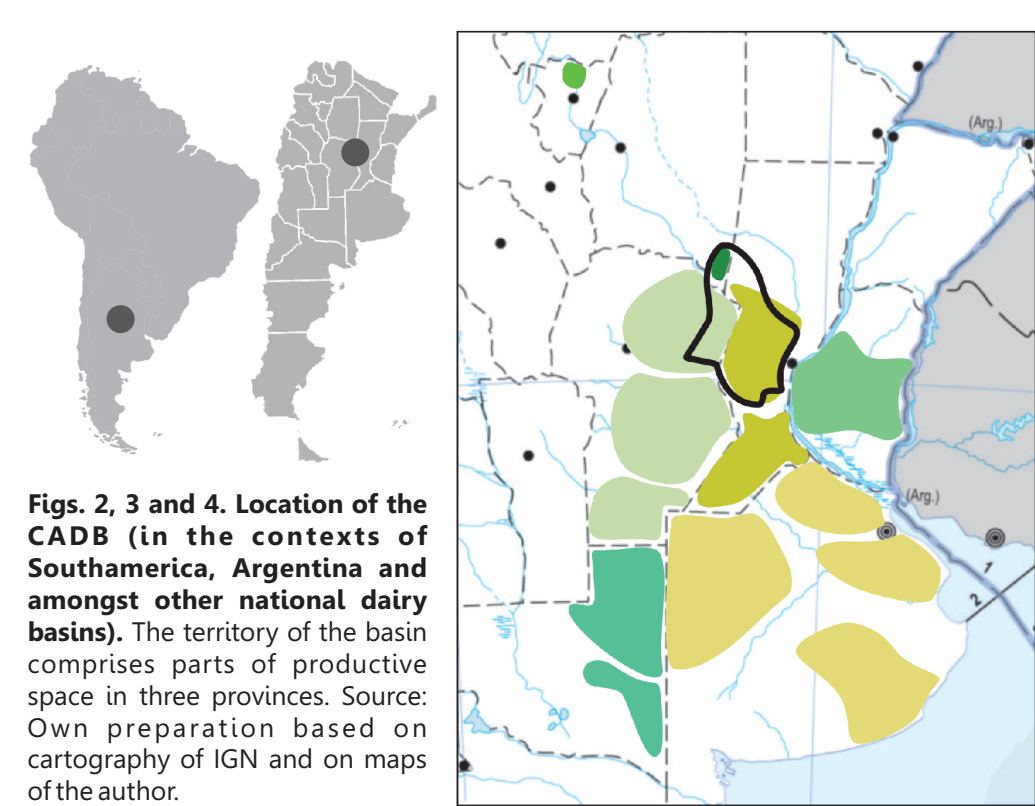 Figs. 2, 3 and 4. Location of the
CADB (in the contexts of
Southamerica, Argentina and
amongst other national dairy
basins). The territory of the basin
comprises parts of productive
space in three provinces. Source:
Own preparation based on
cartography of IGN and on maps
of the author.
(Arg.)
(Arg.)
1
2